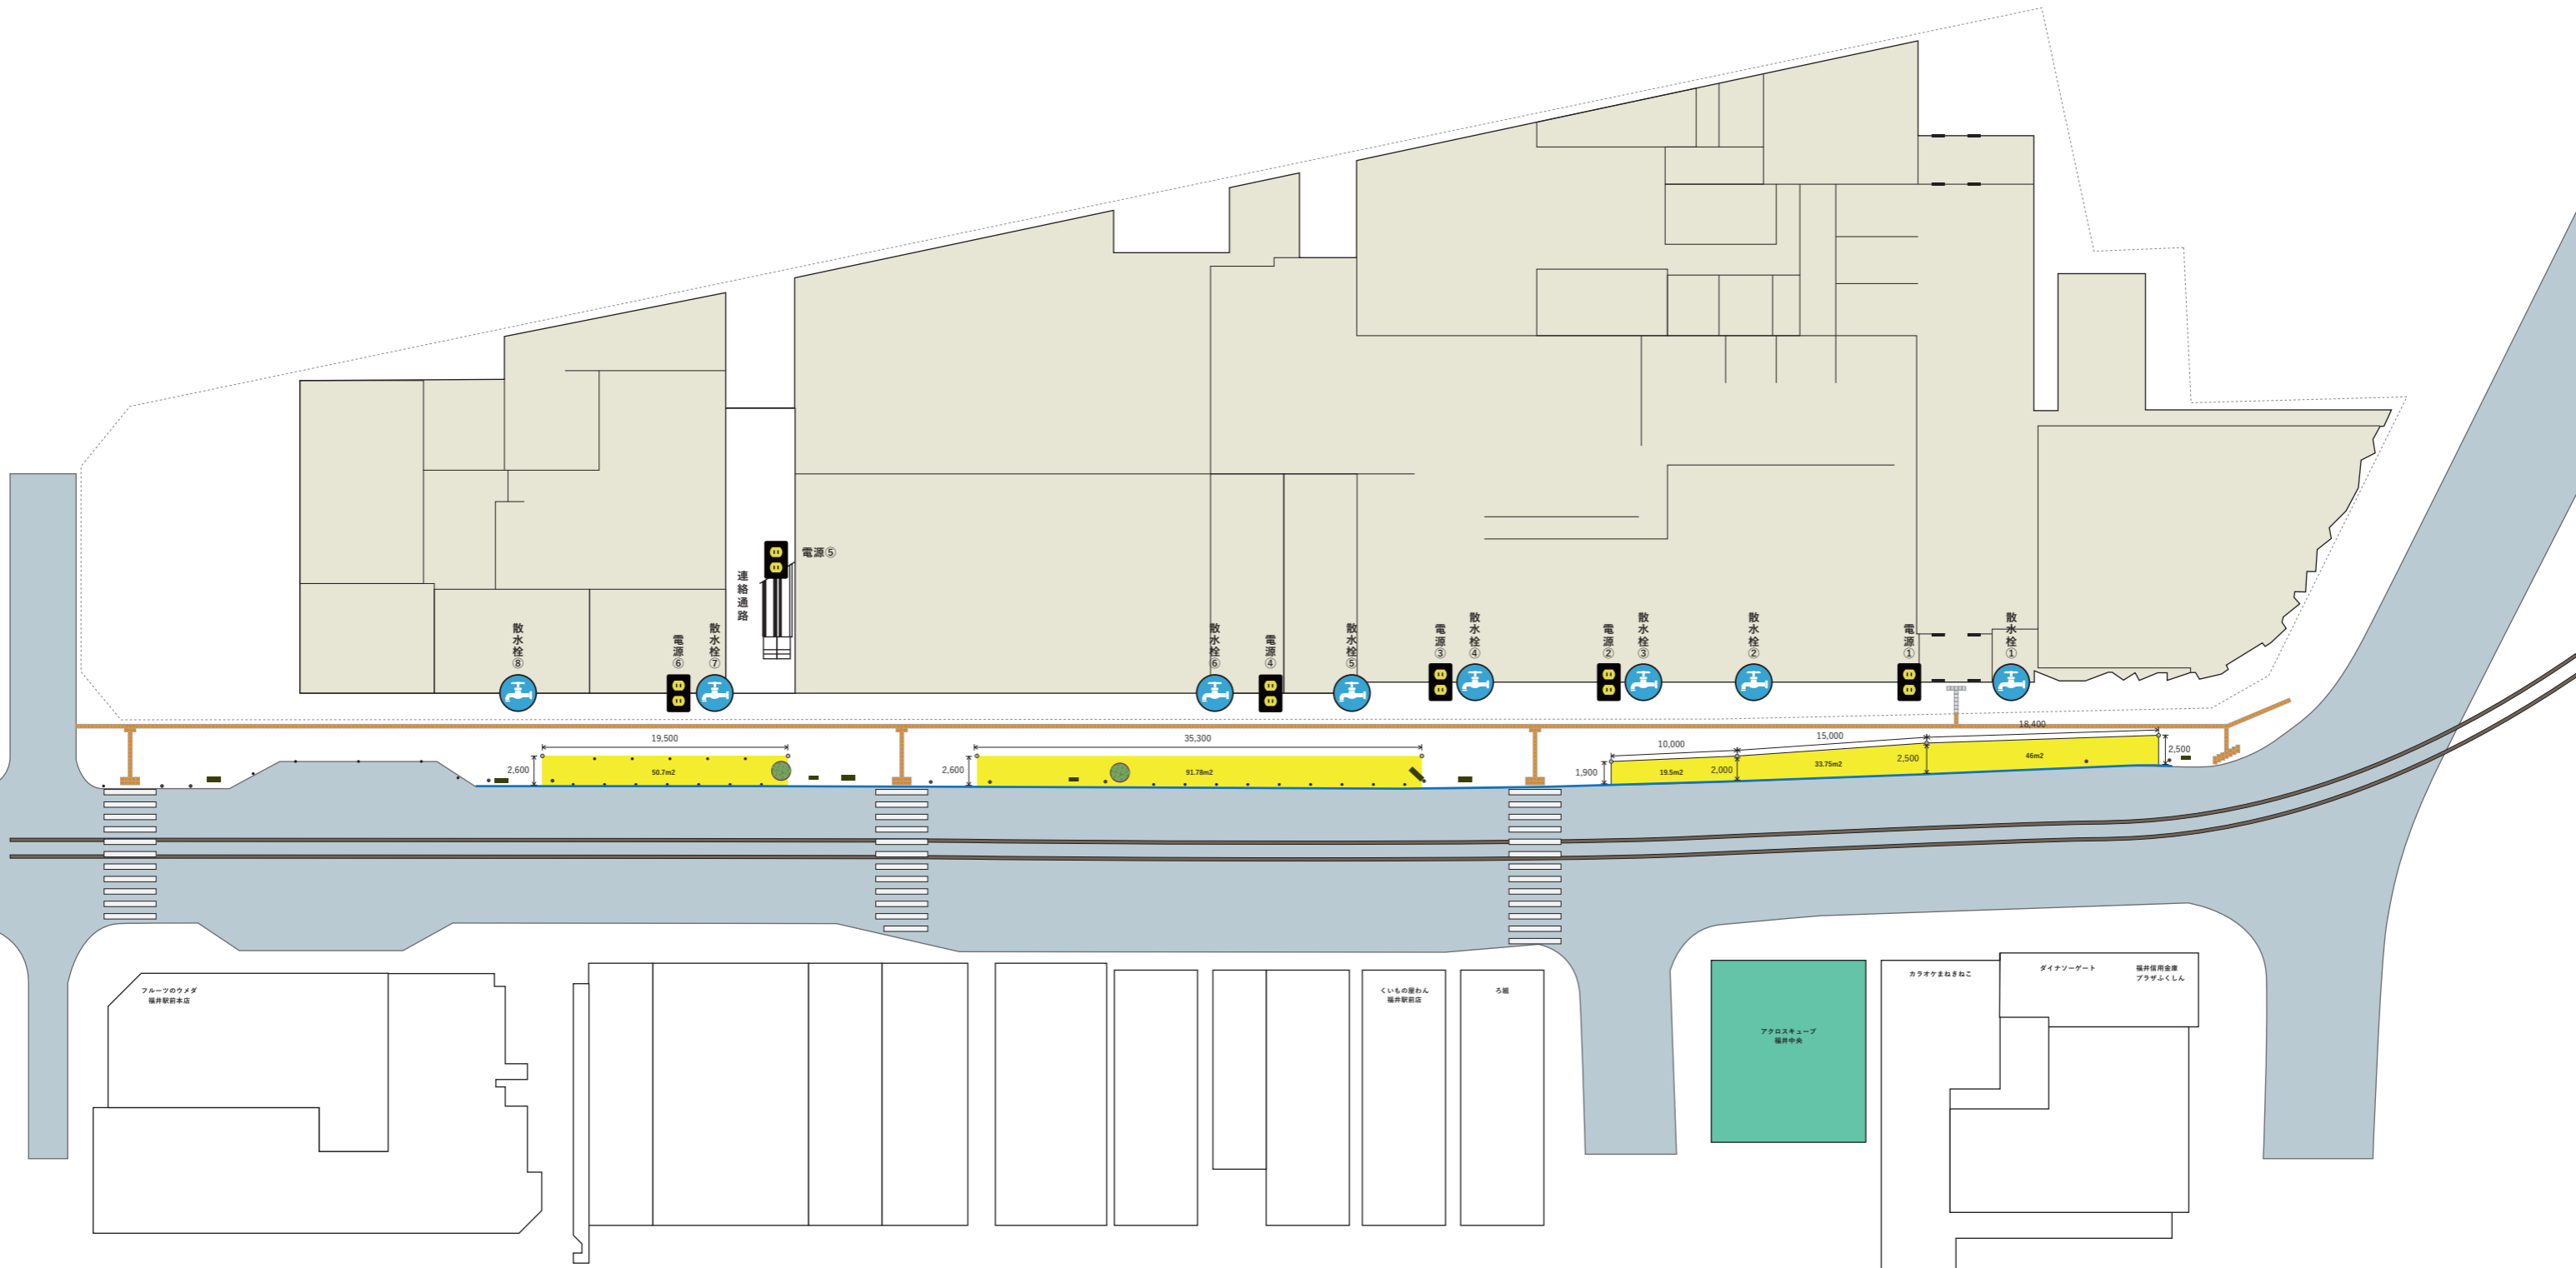 電源⑤
連絡通路
散水栓⑧
電源⑥
散水栓⑦
散水栓⑥
電源④
散水栓⑤
電源③
散水栓④
電源②
散水栓③
散水栓②
電源①
散水栓①
19,500
35,300
10,000
15,000
18,400
2,600
50.7m2
2,600
91.78m2
1,900
19.5m2
2,000
33.75m2
2,500
46m2
2,500
フルーツのウメダ
福井駅前本店
くいもの屋わん
福井駅前店
ろ組
アクロスキューブ
福井中央
カラオケまねきねこ
ダイナソーゲート
福井信用金庫
プラザふくしん